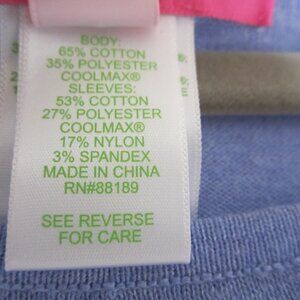 BODY:
65% COTTON
35% POLYESTER
COOLMAX®
SLEEVES:
53% COTTON
27% POLYESTER
COOLMAX®
17% NYLON
3% SPANDEX
MADE IN CHINA
RN#88189
SEE REVERSE
FOR CARE